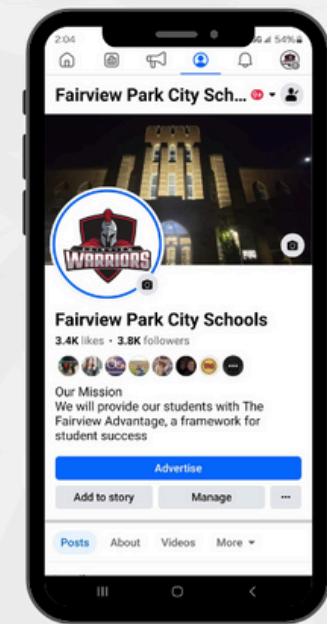 2:04
5G 54%
Fairview Park City Sch... 9+
WARRIORS
Fairview Park City Schools
3.4K likes • 3.8K followers
Our Mission
We will provide our students with The
Fairview Advantage, a framework for
student success
Advertise
Add to story Manage ...
Posts About Videos More